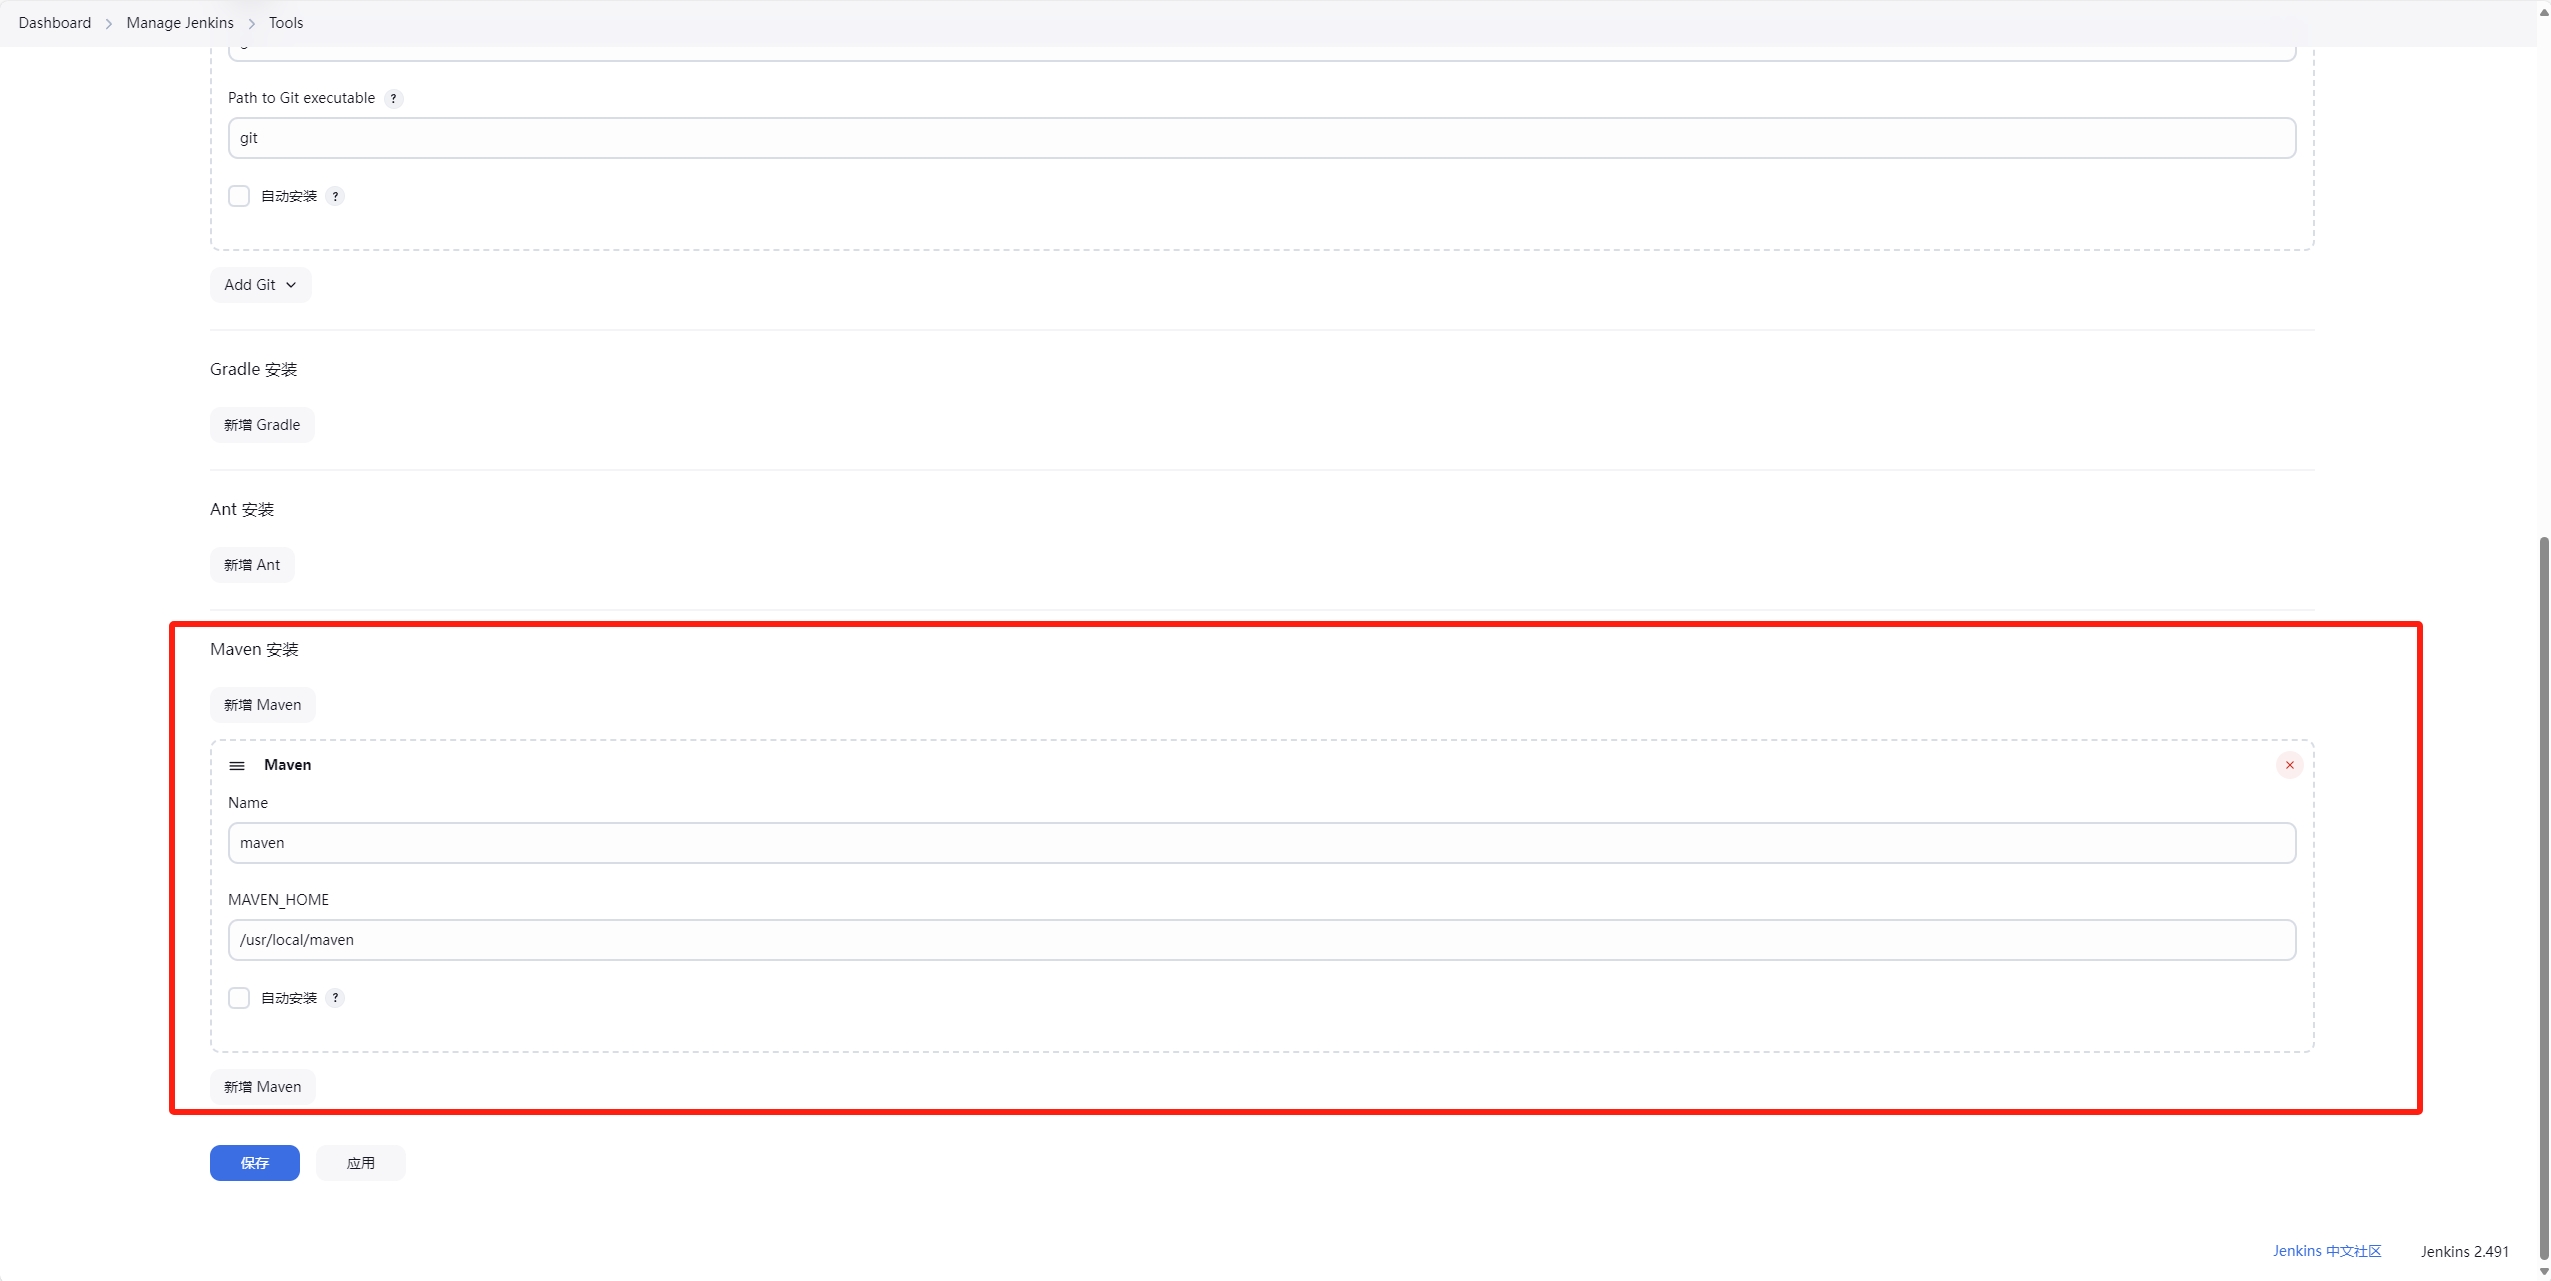 Dashboard > Manage Jenkins > Tools
Path to Git executable ?
git
自动安装 ?
Add Git
Gradle 安装
新增 Gradle
Ant 安装
新增 Ant
Maven 安装
新增 Maven
Maven
Name
maven
MAVEN_HOME
/usr/local/maven
自动安装 ?
新增 Maven
保存 应用
Jenkins 中文社区 Jenkins 2.491